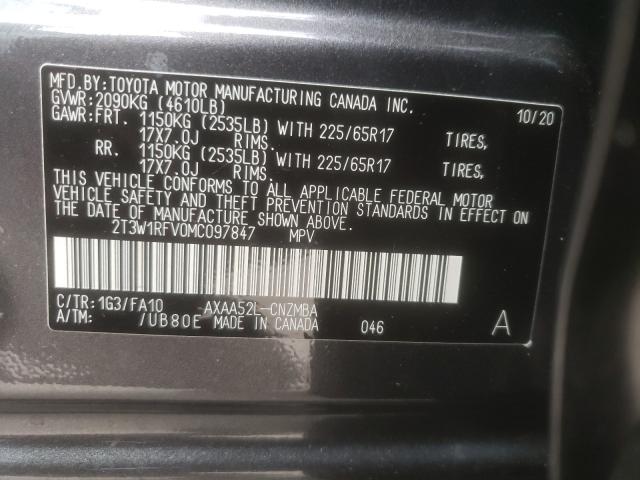 MFD.BY:TOYOTA MOTOR MANUFACTURING CANADA INC.
GVWR:2090KG (4610LB) 10/20
GAWR:FRT. 1150KG (2535LB) WITH 225/65R17 TIRES,
17X7.0J RIMS.
RR. 1150KG (2535LB) WITH 225/65R17 TIRES,
17X7.0J RIMS.
THIS VEHICLE CONFORMS TO ALL APPLICABLE FEDERAL MOTOR
VEHICLE SAFETY AND THEFT PREVENTION STANDARDS IN EFFECT ON
THE DATE OF MANUFACTURE SHOWN ABOVE.
2T3W1RFV0MC097847 MPV
C/TR:1G3/FA10 -AXAA52L-CNZMBA
A/TM: /UB80E MADE IN CANADA 046 A